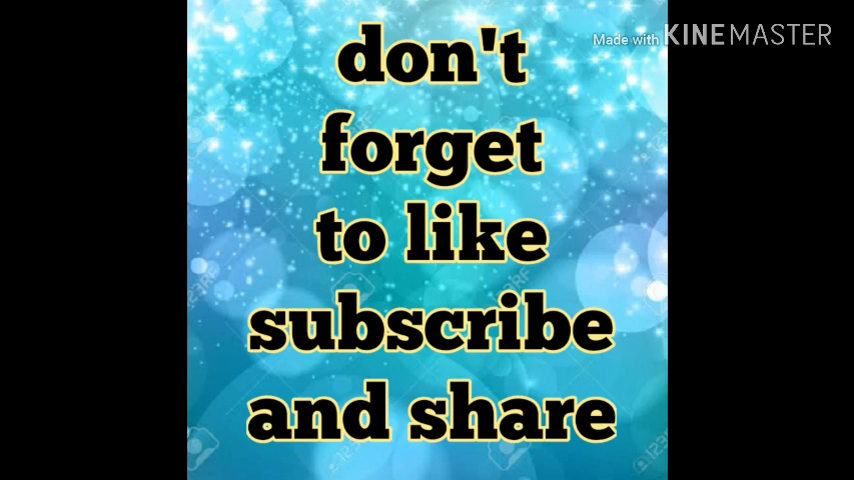 Made with KINEMASTER
don't
forget
to like
subscribe
and share